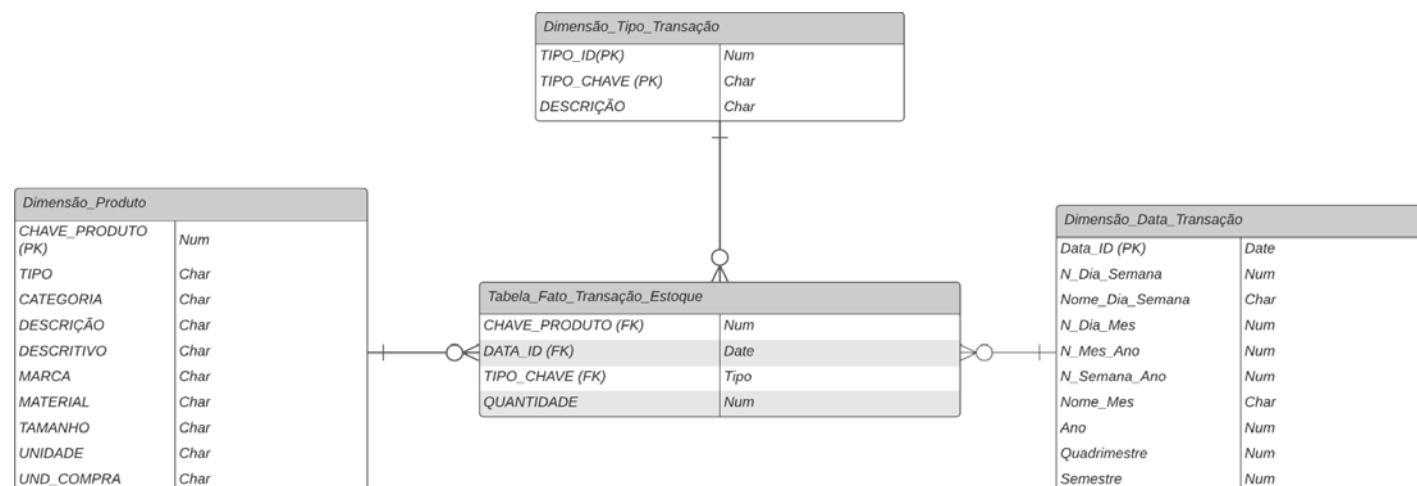 Dimensão_Tipo_Transação
TIPO_ID(PK) Num
TIPO_CHAVE (PK) Char
DESCRIÇÃO Char
Dimensão_Produto
CHAVE_PRODUTO
(PK) Num
TIPO Char
CATEGORIA Char
DESCRIÇÃO Char
DESCRITIVO Char
MARCA Char
MATERIAL Char
TAMANHO Char
UNIDADE Char
UND_COMPRA Char
Tabela_Fato_Transação_Estoque
CHAVE_PRODUTO (FK) Num
DATA_ID (FK) Date
TIPO_CHAVE (FK) Tipo
QUANTIDADE Num
Dimensão_Data_Transação
Data_ID (PK) Date
N_Dia_Semana Num
Nome_Dia_Semana Char
N_Dia_Mes Num
N_Mes_Ano Num
N_Semana_Ano Num
Nome_Mes Char
Ano Num
Quadrimestre Num
Semestre Num